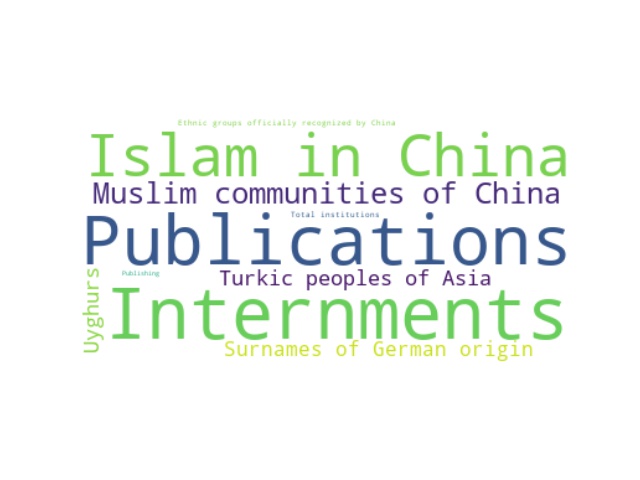 Ethnic groups officially recognized by China
Islam in China
Muslim communities of China
Total institutions
Publications
Publishing
Turkic peoples of Asia
Uyghurs
Internments
Surnames of German origin